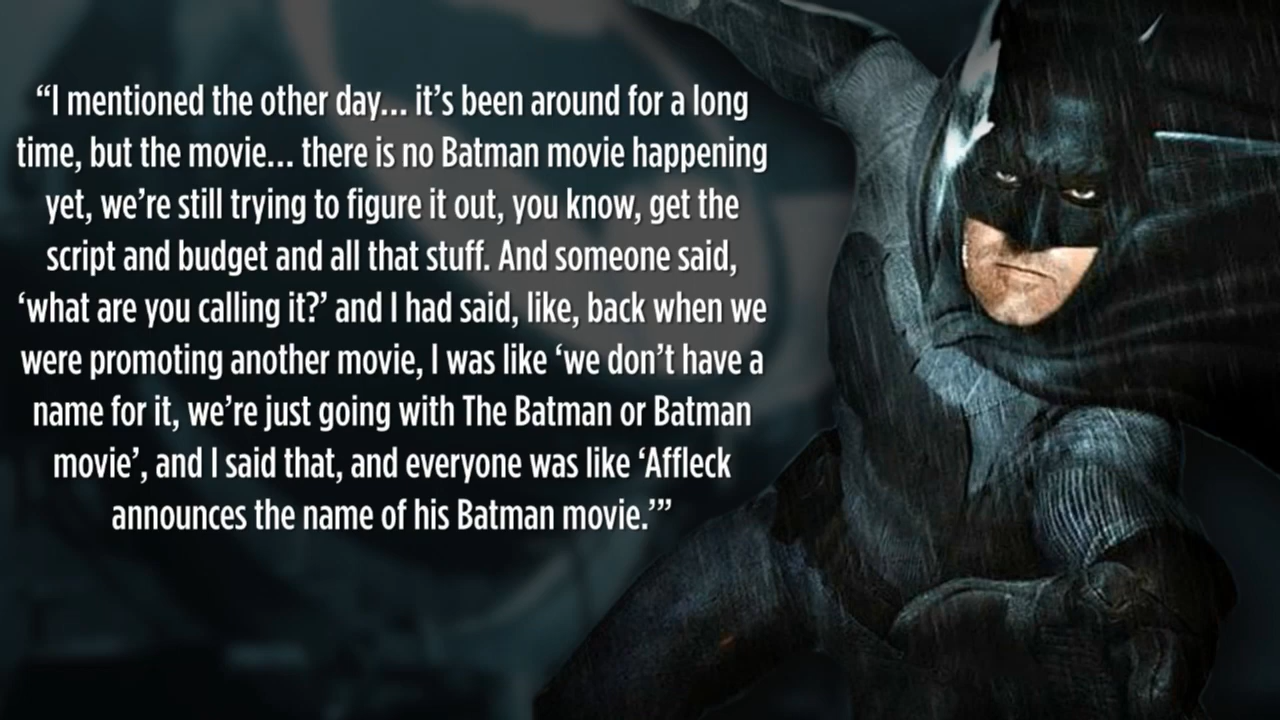 “I mentioned the other day... it’s been around for a long
time, but the movie... there is no Batman movie happening
yet, we’re still trying to figure it out, you know, get the
script and budget and all that stuff. And someone said,
‘what are you calling it?’ and I had said, like, back when we
were promoting another movie, I was like ‘we don’t have a
name for it, we’re just going with The Batman or Batman
movie’, and I said that, and everyone was like ‘Affleck
announces the name of his Batman movie.’”